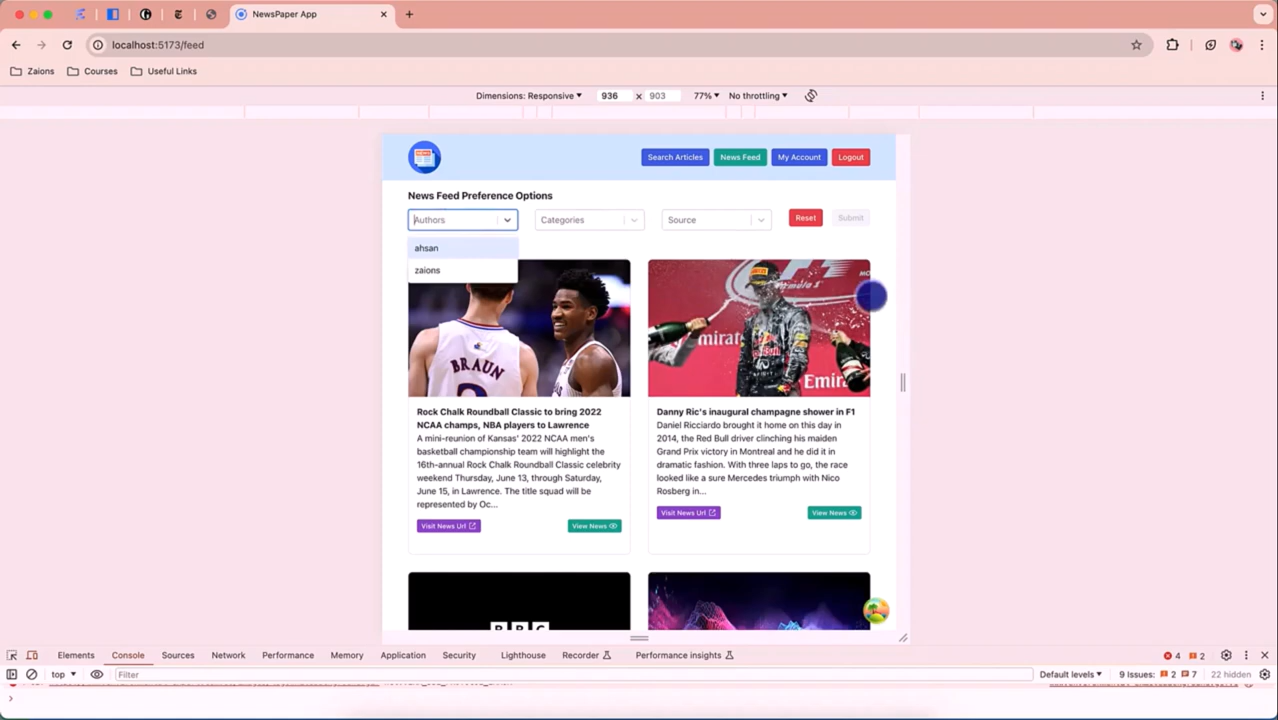 NewsPaper App
localhost:5173/feed
Zaions
Courses
Useful Links
Dimensions: Responsive
936 × 903
77%
No throttling
Search Articles
News Feed
My Account
Logout
News Feed Preference Options
Authors
Categories
Source
Reset
Submit
ahsan
zaions
BRAUN
Formula 1
Emira
Rock Chalk Roundball Classic to bring 2022
NCAA champs, NBA players to Lawrence
A mini-reunion of Kansas' 2022 NCAA men's
basketball championship team will highlight the
16th-annual Rock Chalk Roundball Classic celebrity
weekend Thursday, June 13, through Saturday,
June 15, in Lawrence. The title squad will be
represented by Oc...
Visit News Url
View News
Danny Ric's inaugural champagne shower in F1
Daniel Ricciardo brought it home on this day in
2014, the Red Bull driver clinching his maiden
Grand Prix victory in Montreal and he did it in
dramatic fashion. With three laps to go, the race
looked like a sure Mercedes triumph with Nico
Rosberg in...
Visit News Url
View News
BBC
Elements
Console
Sources
Network
Performance
Memory
Application
Security
Lighthouse
Recorder
Performance insights
4
2
top
Filter
Default levels
9 Issues: 2 7
22 hidden